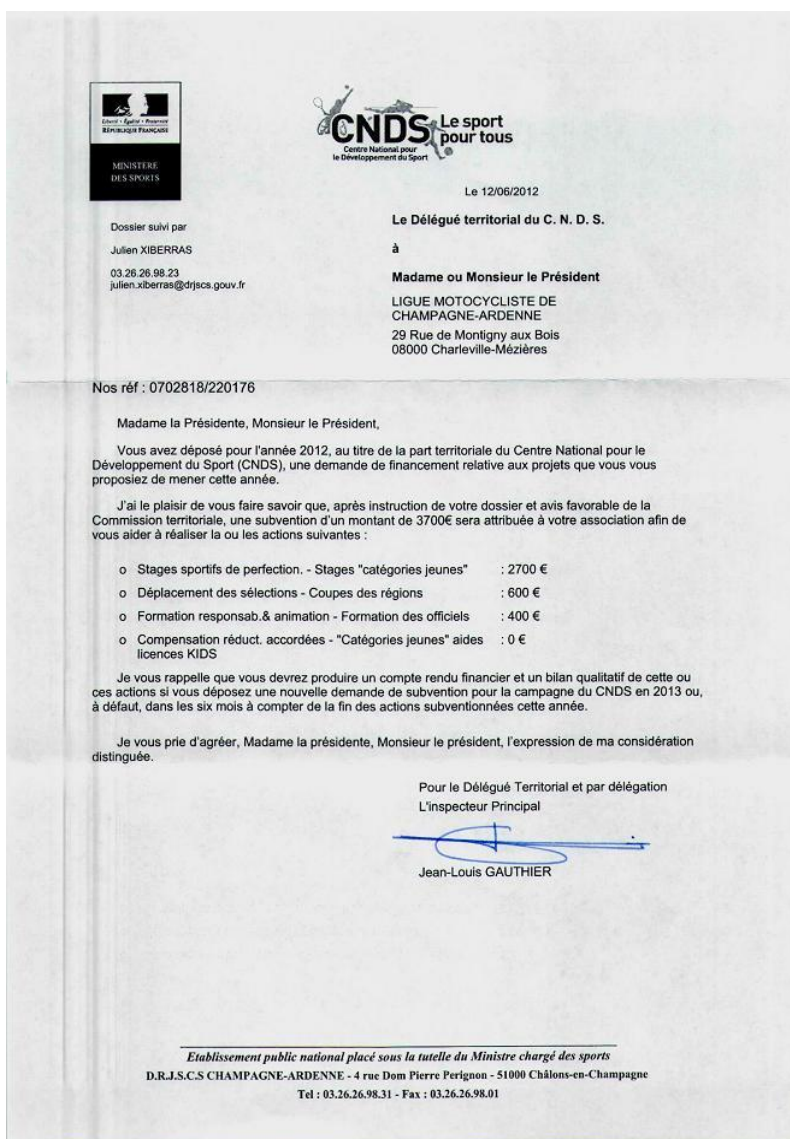 Liberté • Égalité • Fraternité
RÉPUBLIQUE FRANÇAISE
MINISTERE
DES SPORTS
CNDS Le sport
pour tous
Centre National pour
le Développement du Sport
Le 12/06/2012
Dossier suivi par
Julien XIBERRAS
03.26.26.98.23
julien.xiberras@drjscs.gouv.fr
Le Délégué territorial du C. N. D. S.
à
Madame ou Monsieur le Président
LIGUE MOTOCYCLISTE DE
CHAMPAGNE-ARDENNE
29 Rue de Montigny aux Bois
08000 Charleville-Mézières
Nos réf : 0702818/220176
Madame la Présidente, Monsieur le Président,
Vous avez déposé pour l'année 2012, au titre de la part territoriale du Centre National pour le
Développement du Sport (CNDS), une demande de financement relative aux projets que vous vous
proposiez de mener cette année.
J'ai le plaisir de vous faire savoir que, après instruction de votre dossier et avis favorable de la
Commission territoriale, une subvention d'un montant de 3700€ sera attribuée à votre association afin de
vous aider à réaliser la ou les actions suivantes :
o Stages sportifs de perfection. - Stages "catégories jeunes" : 2700 €
o Déplacement des sélections - Coupes des régions : 600 €
o Formation responsab.& animation - Formation des officiels : 400 €
o Compensation réduct. accordées - "Catégories jeunes" aides : 0 €
licences KIDS
Je vous rappelle que vous devrez produire un compte rendu financier et un bilan qualitatif de cette ou
ces actions si vous déposez une nouvelle demande de subvention pour la campagne du CNDS en 2013 ou,
à défaut, dans les six mois à compter de la fin des actions subventionnées cette année.
Je vous prie d'agréer, Madame la présidente, Monsieur le président, l'expression de ma considération
distinguée.
Pour le Délégué Territorial et par délégation
L'inspecteur Principal
Jean-Louis GAUTHIER
Etablissement public national placé sous la tutelle du Ministre chargé des sports
D.R.J.S.C.S CHAMPAGNE-ARDENNE - 4 rue Dom Pierre Perignon - 51000 Châlons-en-Champagne
Tel : 03.26.26.98.31 - Fax : 03.26.26.98.01